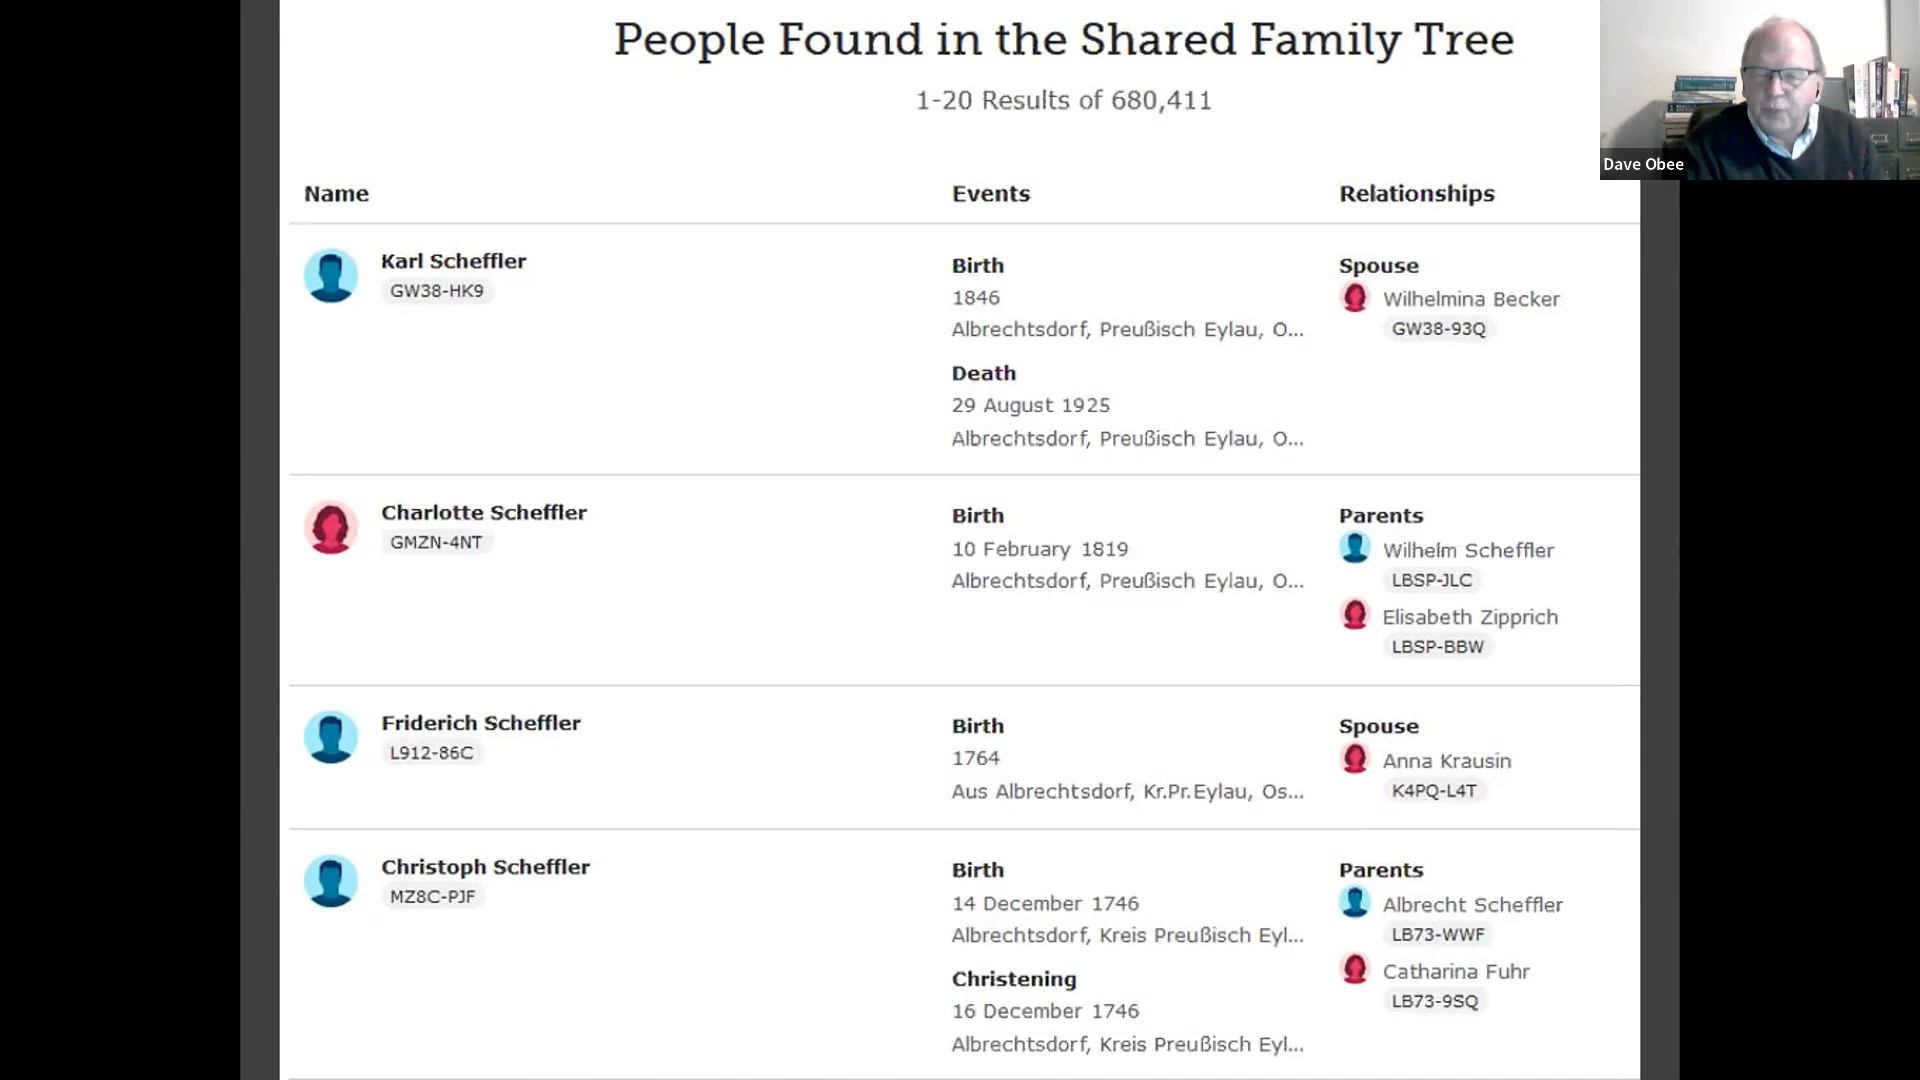 People Found in the Shared Family Tree
1-20 Results of 680,411
Dave Obee
Name Events Relationships
Karl Scheffler
GW38-HK9
Birth
1846
Albrechtsdorf, Preußisch Eylau, O...
Death
29 August 1925
Albrechtsdorf, Preußisch Eylau, O...
Spouse
Wilhelmina Becker
GW38-93Q
Charlotte Scheffler
GMZN-4NT
Birth
10 February 1819
Albrechtsdorf, Preußisch Eylau, O...
Parents
Wilhelm Scheffler
LBSP-JLC
Elisabeth Zipprich
LBSP-BBW
Friderich Scheffler
L912-86C
Birth
1764
Aus Albrechtsdorf, Kr.Pr.Eylau, Os...
Spouse
Anna Krausin
K4PQ-L4T
Christoph Scheffler
MZ8C-PJF
Birth
14 December 1746
Albrechtsdorf, Kreis Preußisch Eyl...
Christening
16 December 1746
Albrechtsdorf, Kreis Preußisch Eyl...
Parents
Albrecht Scheffler
LB73-WWF
Catharina Fuhr
LB73-9SQ